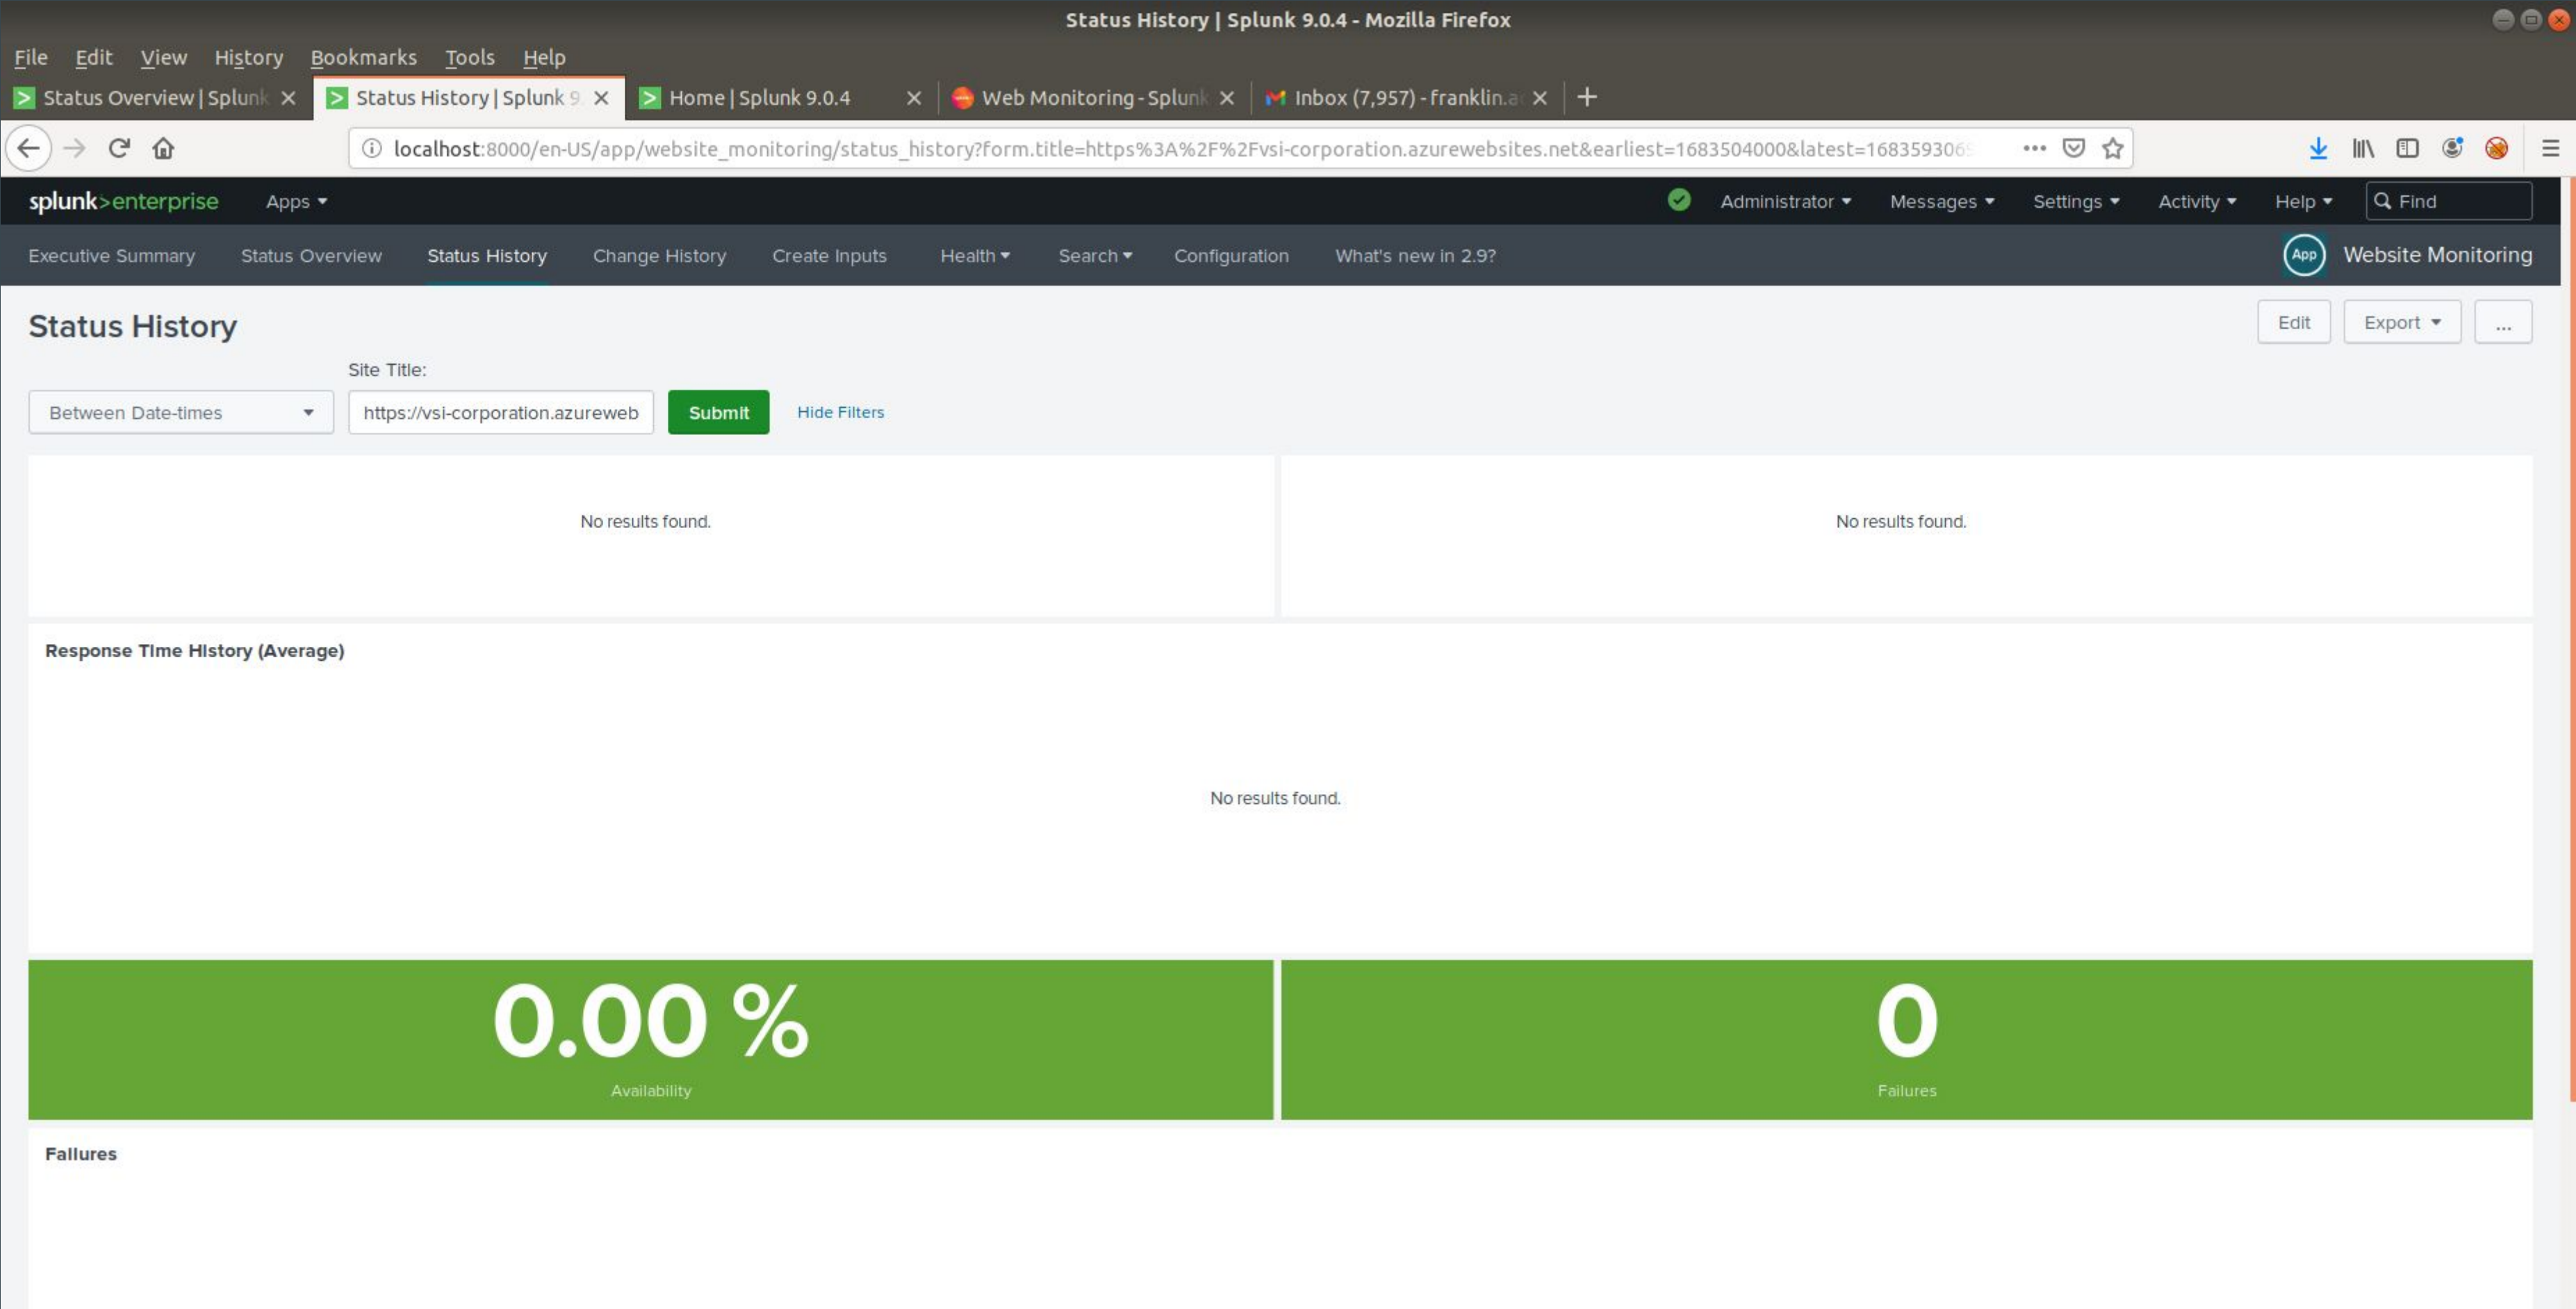 Status History | Splunk 9.0.4 - Mozilla Firefox
File Edit View History Bookmarks Tools Help
Status Overview | Splunk
Status History | Splunk 9.
Home | Splunk 9.0.4
Web Monitoring - Splunk
Inbox (7,957) - franklin.a
localhost:8000/en-US/app/website_monitoring/status_history?form.title=https%3A%2F%2Fvsi-corporation.azurewebsites.net&earliest=1683504000&latest=168359306
splunk>enterprise Apps Administrator Messages Settings Activity Help Find
Executive Summary Status Overview Status History Change History Create Inputs Health Search Configuration What's new in 2.9? App Website Monitoring
Status History
Edit Export ...
Site Title:
Between Date-times https://vsi-corporation.azureweb Submit Hide Filters
No results found. No results found.
Response Time History (Average)
No results found.
0.00 % 0
Availability Failures
Failures